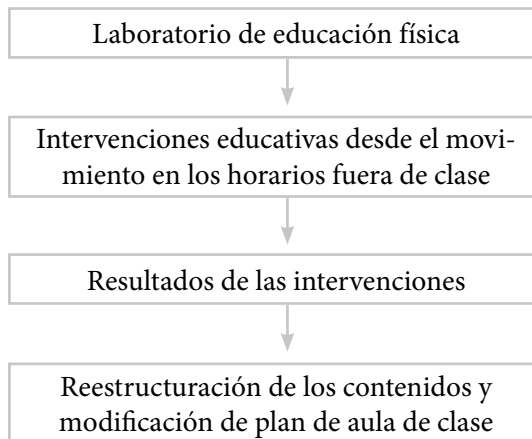 Laboratorio de educación física
Intervenciones educativas desde el movi-
miento en los horarios fuera de clase
Resultados de las intervenciones
Reestructuración de los contenidos y
modificación de plan de aula de clase